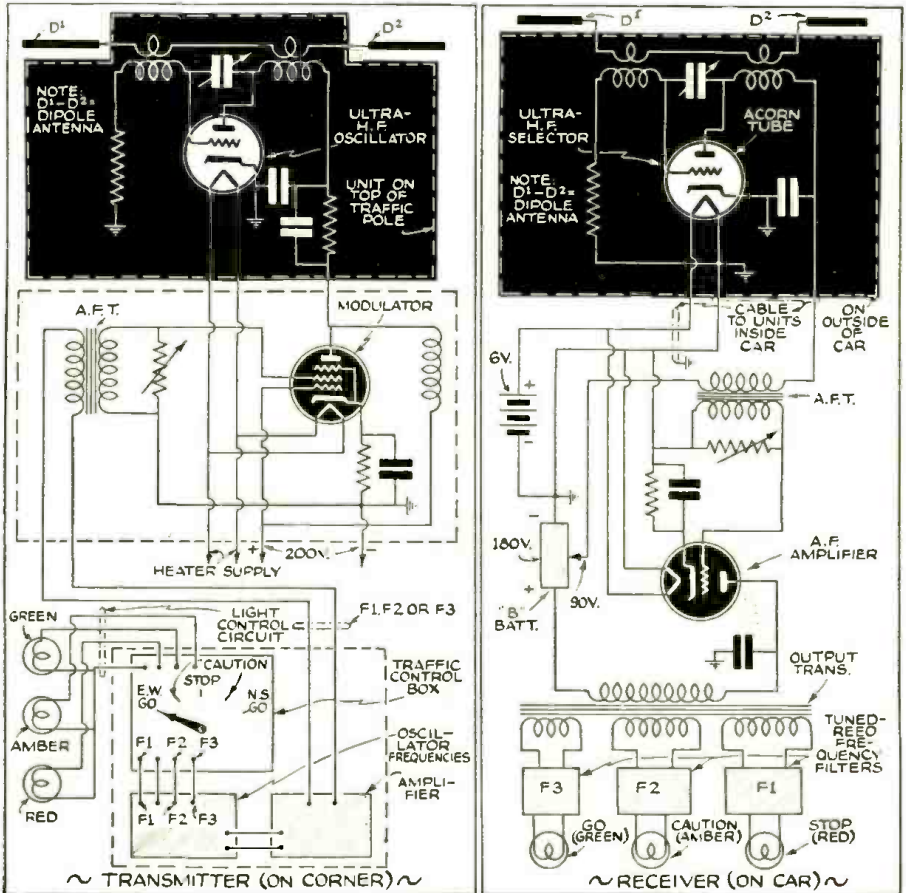 D¹
D²
NOTE:
D¹-D²=
DIPOLE
ANTENNA
ULTRA-
H.F.
OSCILLATOR
UNIT ON
TOP OF
TRAFFIC
POLE
A.F.T.
MODULATOR
+
200V.
-
HEATER SUPPLY
GREEN
LIGHT
CONTROL
CIRCUIT
F1,F2 OR F3
CAUTION
STOP
E.W.
GO
N.S.
GO
TRAFFIC
CONTROL
BOX
AMBER
F1
F2
F3
OSCIL-
LATOR
FREQUENCIES
AMPLI-
FIER
RED
F1
F2
F3
~ TRANSMITTER (ON CORNER) ~
D¹
D²
ULTRA-
H.F.
SELECTOR
ACORN
TUBE
NOTE:
D¹-D²=
DIPOLE
ANTENNA
CABLE
TO UNITS
INSIDE
CAR
ON
OUTSIDE
OF
CAR
6V.
+
-
A.F.T.
-
180V.
+
90V.
"B"
BATT.
A.F.
AMPLIFIER
OUTPUT
TRANS.
TUNED-
REED
FRE-
QUENCY
FILTERS
F3
F2
F1
GO
(GREEN)
CAUTION
(AMBER)
STOP
(RED)
~ RECEIVER (ON CAR) ~